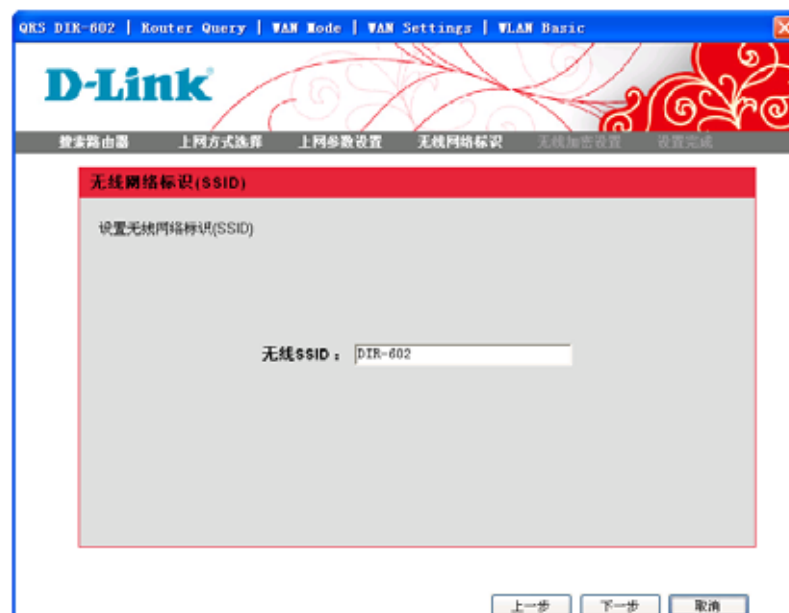 QRS DIR-602 | Router Query | WAN Mode | WAN Settings | WLAN Basic
D-Link
搜索路由器 上网方式选择 上网参数设置 无线网络标识 无线加密设置 设置完成
无线网络标识(SSID)
设置无线网络标识(SSID)
无线SSID： DIR-602
上一步 下一步 取消